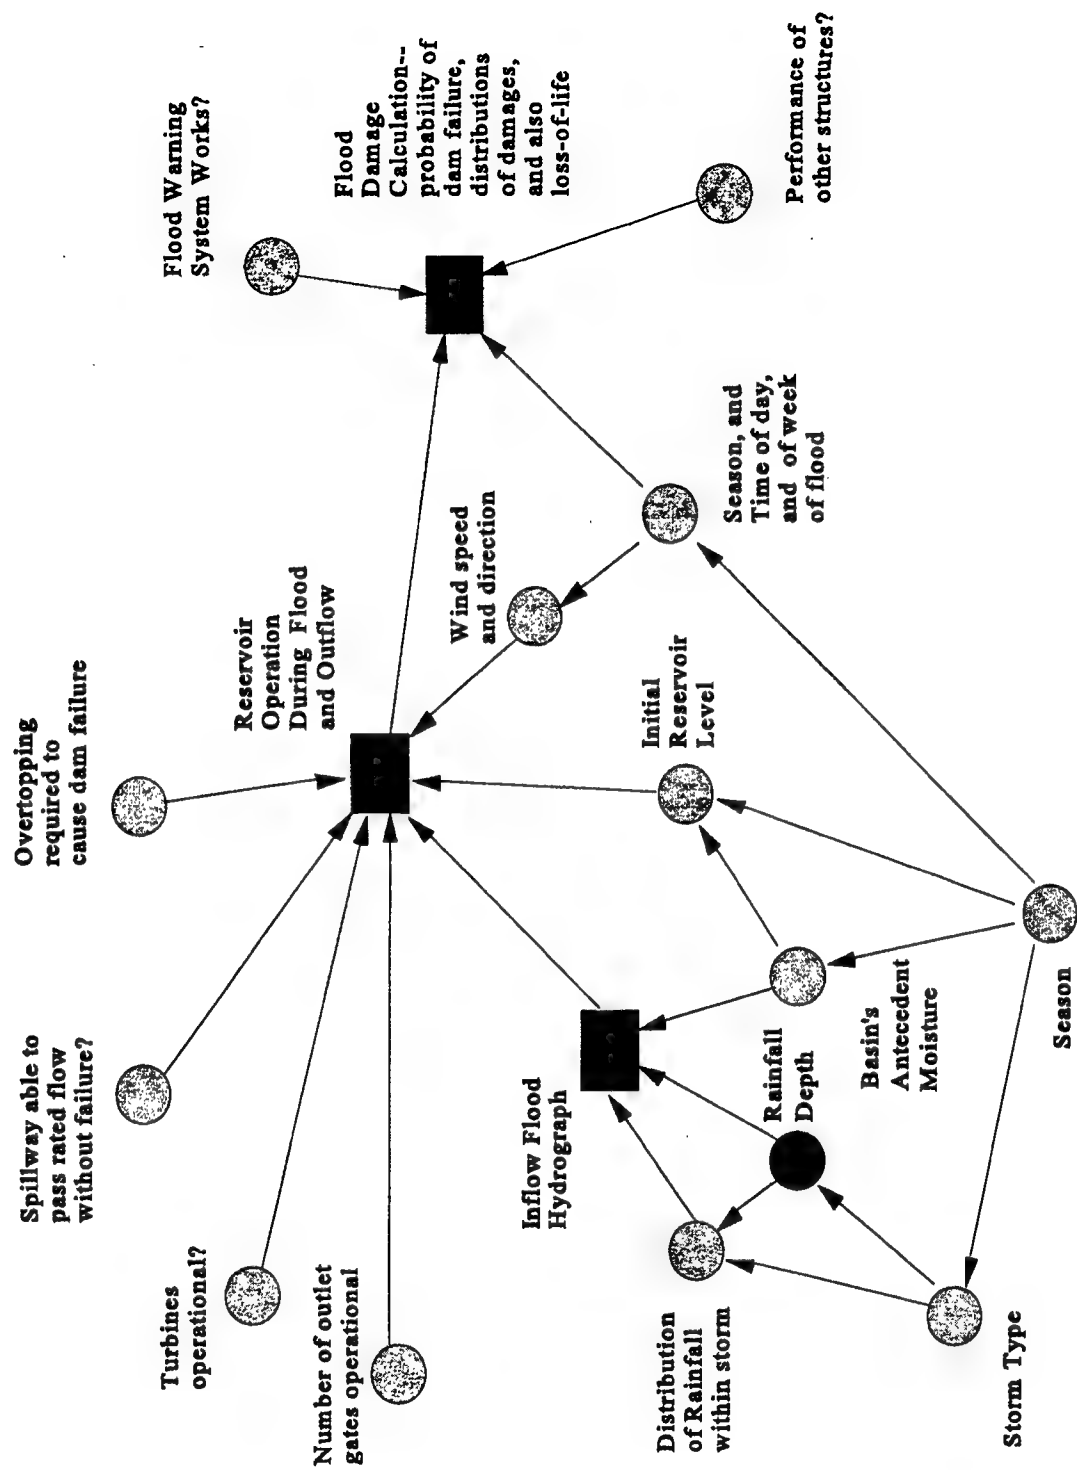 Spillway able to
pass rated flow
without failure?
Overtopping
required to
cause dam failure
Flood Warning
System Works?
Turbines
operational?
Reservoir
Operation
During Flood
and Outflow
Flood
Damage
Calculation--
probability of
dam failure,
distributions
of damages,
and also
loss-of-life
Number of outlet
gates operational
Wind speed
and direction
Inflow Flood
Hydrograph
Initial
Reservoir
Level
Distribution
of Rainfall
within storm
Rainfall
Depth
Season, and
Time of day,
and of week
of flood
Performance of
other structures?
Basin's
Antecedent
Moisture
Storm Type
Season